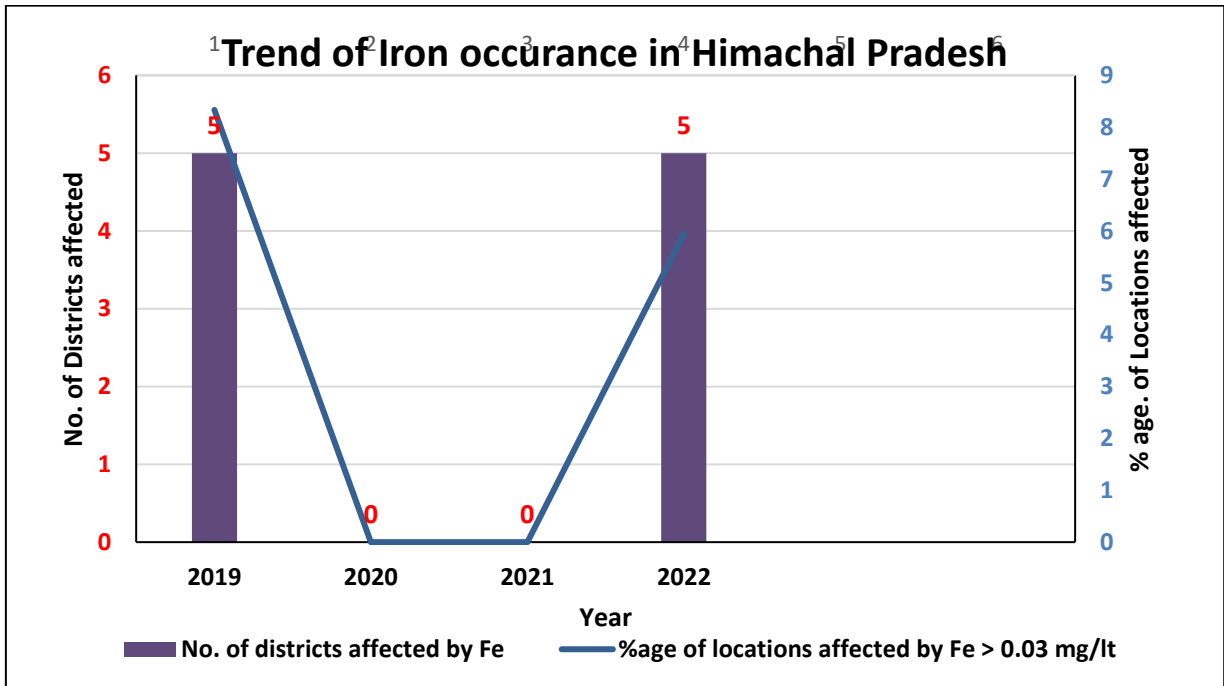 1 2 3 4 5 6
Trend of Iron occurance in Himachal Pradesh
No. of Districts affected
6
5
4
3
2
1
0
5 0 0 5
9
8
7
6
5
4
3
2
1
0
% age. of Locations affected
2019 2020 2021 2022
Year
No. of districts affected by Fe %age of locations affected by Fe > 0.03 mg/lt